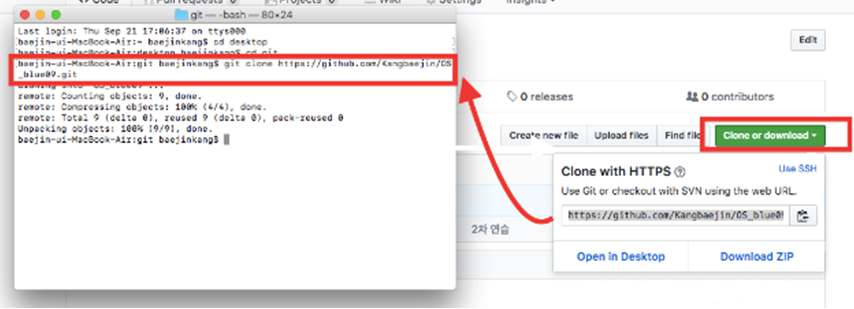 Code Pull requests 0 Projects 0 Wiki Settings Insights
git — -bash — 80×24
Last login: Thu Sep 21 17:06:37 on ttys000
baejin-ui-MacBook-Air:~ baejinkang$ cd desktop
baejin-ui-MacBook-Air:desktop baejinkang$ cd git
baejin-ui-MacBook-Air:git baejinkang$ git clone https://github.com/Kangbaejin/OS
_blue09.git
remote: Counting objects: 9, done.
remote: Compressing objects: 100% (4/4), done.
remote: Total 9 (delta 0), reused 9 (delta 0), pack-reused 0
Unpacking objects: 100% (9/9), done.
baejin-ui-MacBook-Air:git baejinkang$
Edit
0 releases 0 contributors
Create new file Upload files Find file Clone or download
Clone with HTTPS Use SSH
Use Git or checkout with SVN using the web URL.
https://github.com/Kangbaejin/OS_blue0
2차 연습
Open in Desktop Download ZIP